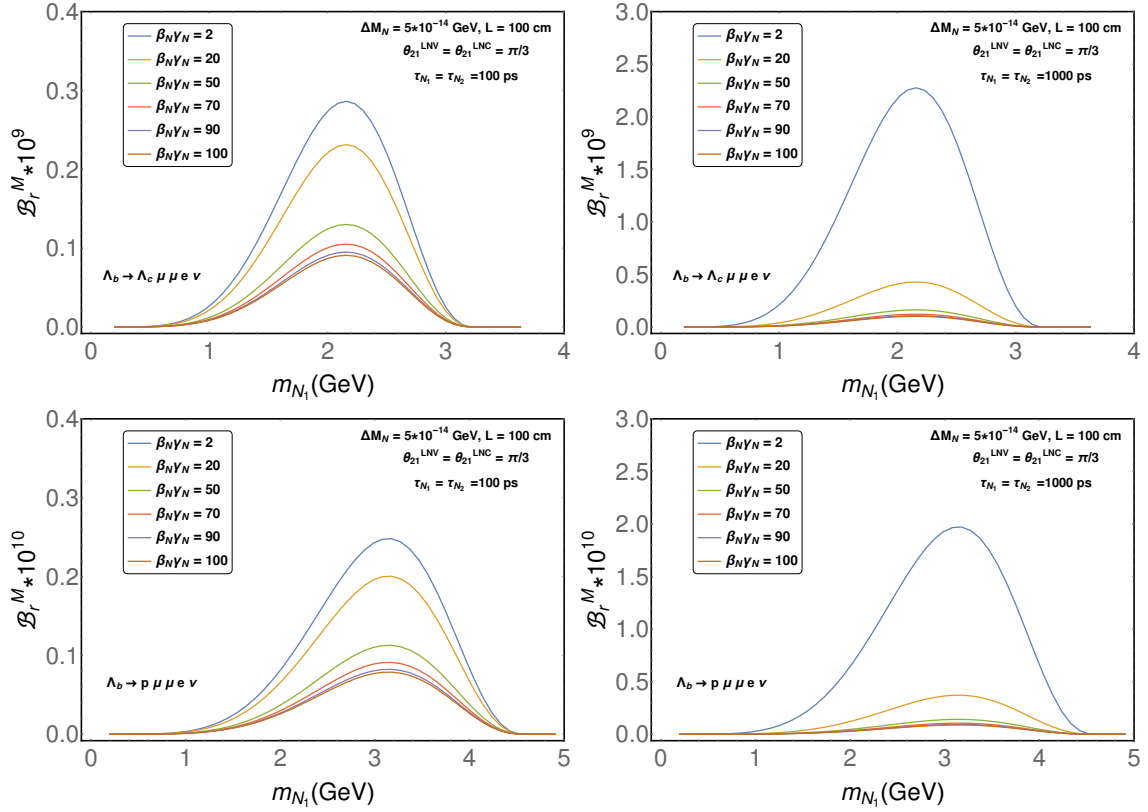 ΔM_N = 5*10^-14 GeV, L = 100 cm
θ_21^LNV = θ_21^LNC = π/3
τ_N1 = τ_N2 = 100 ps
β_Nγ_N = 2
β_Nγ_N = 20
β_Nγ_N = 50
β_Nγ_N = 70
β_Nγ_N = 90
β_Nγ_N = 100
Λ_b → Λ_c μ μ e ν
ℬ_r^M *10^9
0.4
0.3
0.2
0.1
0.0
0 1 2 3 4
m_N1 (GeV)
ΔM_N = 5*10^-14 GeV, L = 100 cm
θ_21^LNV = θ_21^LNC = π/3
τ_N1 = τ_N2 =1000 ps
β_Nγ_N = 2
β_Nγ_N = 20
β_Nγ_N = 50
β_Nγ_N = 70
β_Nγ_N = 90
β_Nγ_N = 100
Λ_b → Λ_c μ μ e ν
ℬ_r^M *10^9
3.0
2.5
2.0
1.5
1.0
0.5
0.0
0 1 2 3 4
m_N1 (GeV)
ΔM_N = 5*10^-14 GeV, L = 100 cm
θ_21^LNV = θ_21^LNC = π/3
τ_N1 = τ_N2 = 100 ps
β_Nγ_N = 2
β_Nγ_N = 20
β_Nγ_N = 50
β_Nγ_N = 70
β_Nγ_N = 90
β_Nγ_N = 100
Λ_b → p μ μ e ν
ℬ_r^M *10^10
0.4
0.3
0.2
0.1
0.0
0 1 2 3 4 5
m_N1 (GeV)
ΔM_N = 5*10^-14 GeV, L = 100 cm
θ_21^LNV = θ_21^LNC = π/3
τ_N1 = τ_N2 =1000 ps
β_Nγ_N = 2
β_Nγ_N = 20
β_Nγ_N = 50
β_Nγ_N = 70
β_Nγ_N = 90
β_Nγ_N = 100
Λ_b → p μ μ e ν
ℬ_r^M *10^10
3.0
2.5
2.0
1.5
1.0
0.5
0.0
0 1 2 3 4 5
m_N1 (GeV)